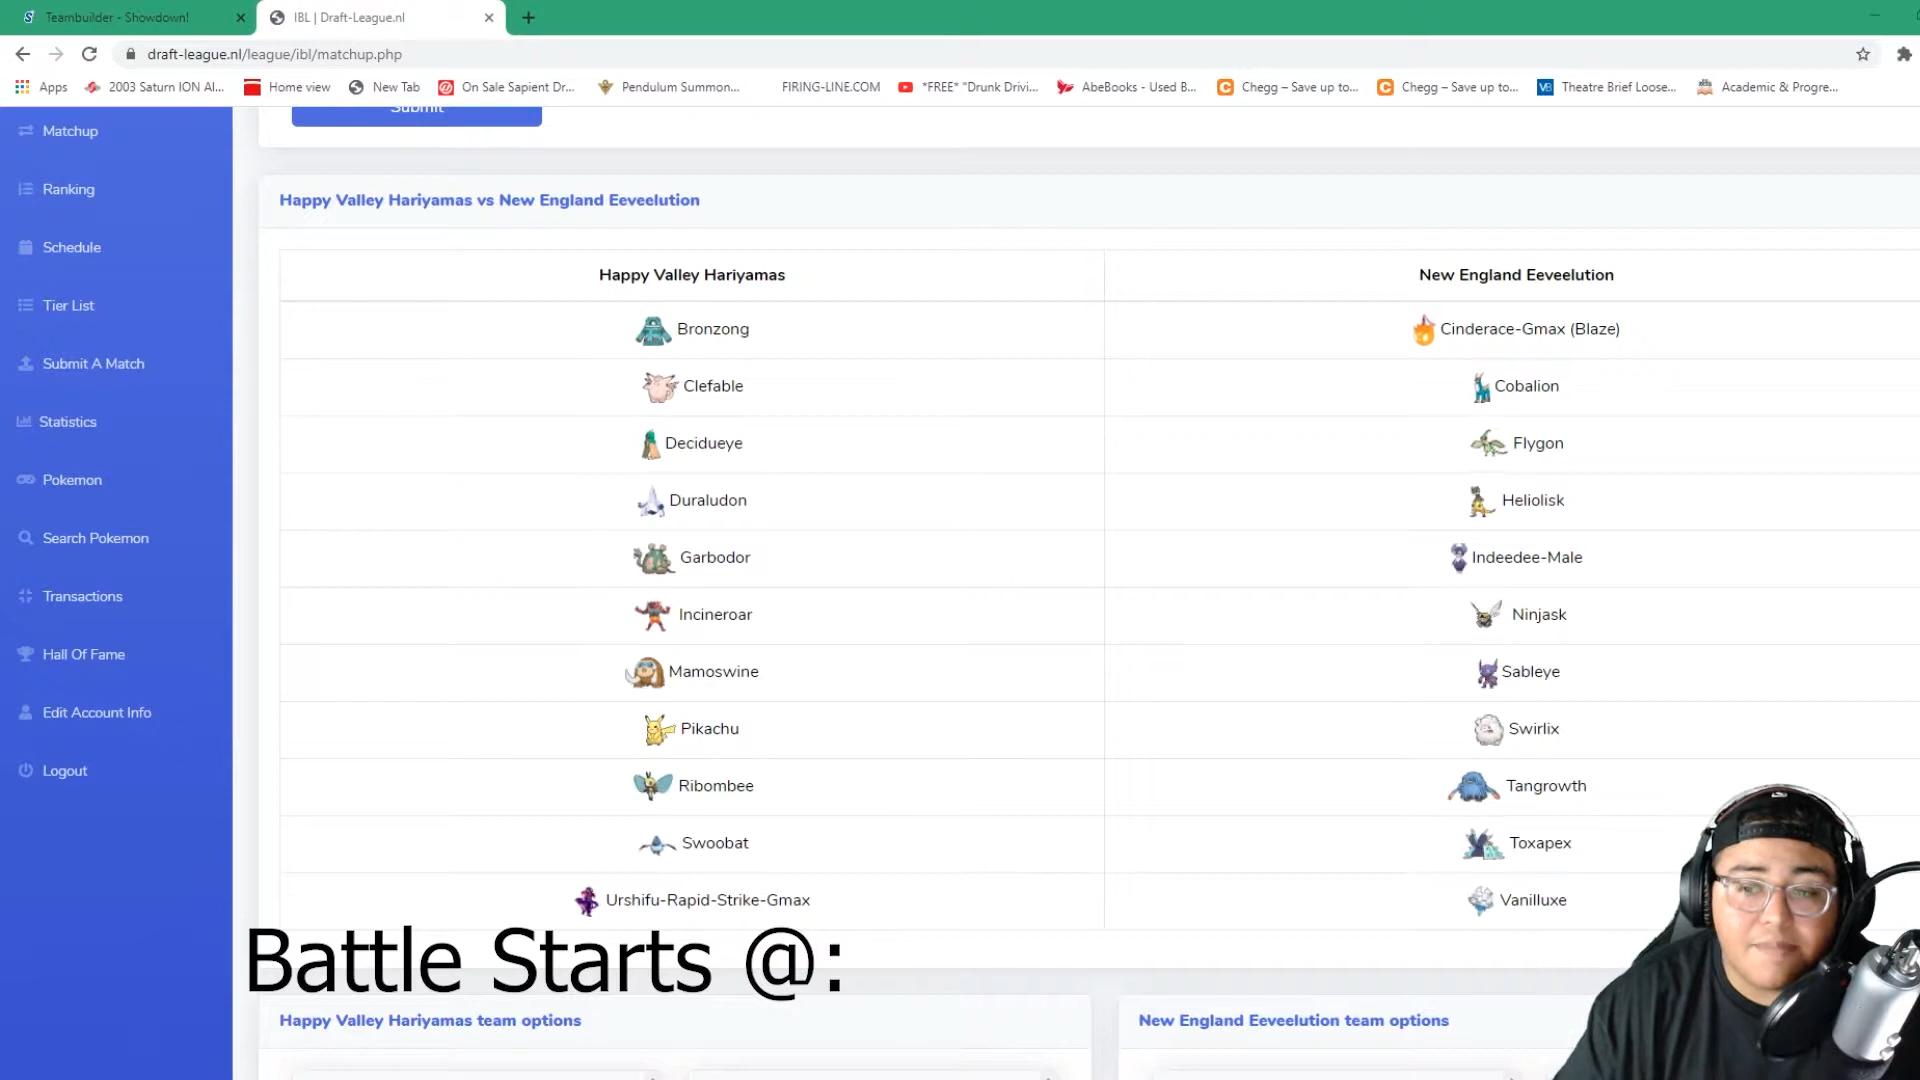 Teambuilder - Showdown!
IBL | Draft-League.nl
draft-league.nl/league/ibl/matchup.php
Apps
2003 Saturn ION Al...
Home view
New Tab
On Sale Sapient Dr...
Pendulum Summon...
FIRING-LINE.COM
*FREE* "Drunk Drivi...
AbeBooks - Used B...
Chegg – Save up to...
Chegg – Save up to...
Theatre Brief Loose...
Academic & Progre...
Submit
Matchup
Ranking
Schedule
Tier List
Submit A Match
Statistics
Pokemon
Search Pokemon
Transactions
Hall Of Fame
Edit Account Info
Logout
Happy Valley Hariyamas vs New England Eeveelution
Happy Valley Hariyamas New England Eeveelution
Bronzong Cinderace-Gmax (Blaze)
Clefable Cobalion
Decidueye Flygon
Duraludon Heliolisk
Garbodor Indeedee-Male
Incineroar Ninjask
Mamoswine Sableye
Pikachu Swirlix
Ribombee Tangrowth
Swoobat Toxapex
Urshifu-Rapid-Strike-Gmax Vanilluxe
Battle Starts @:
Happy Valley Hariyamas team options
New England Eeveelution team options